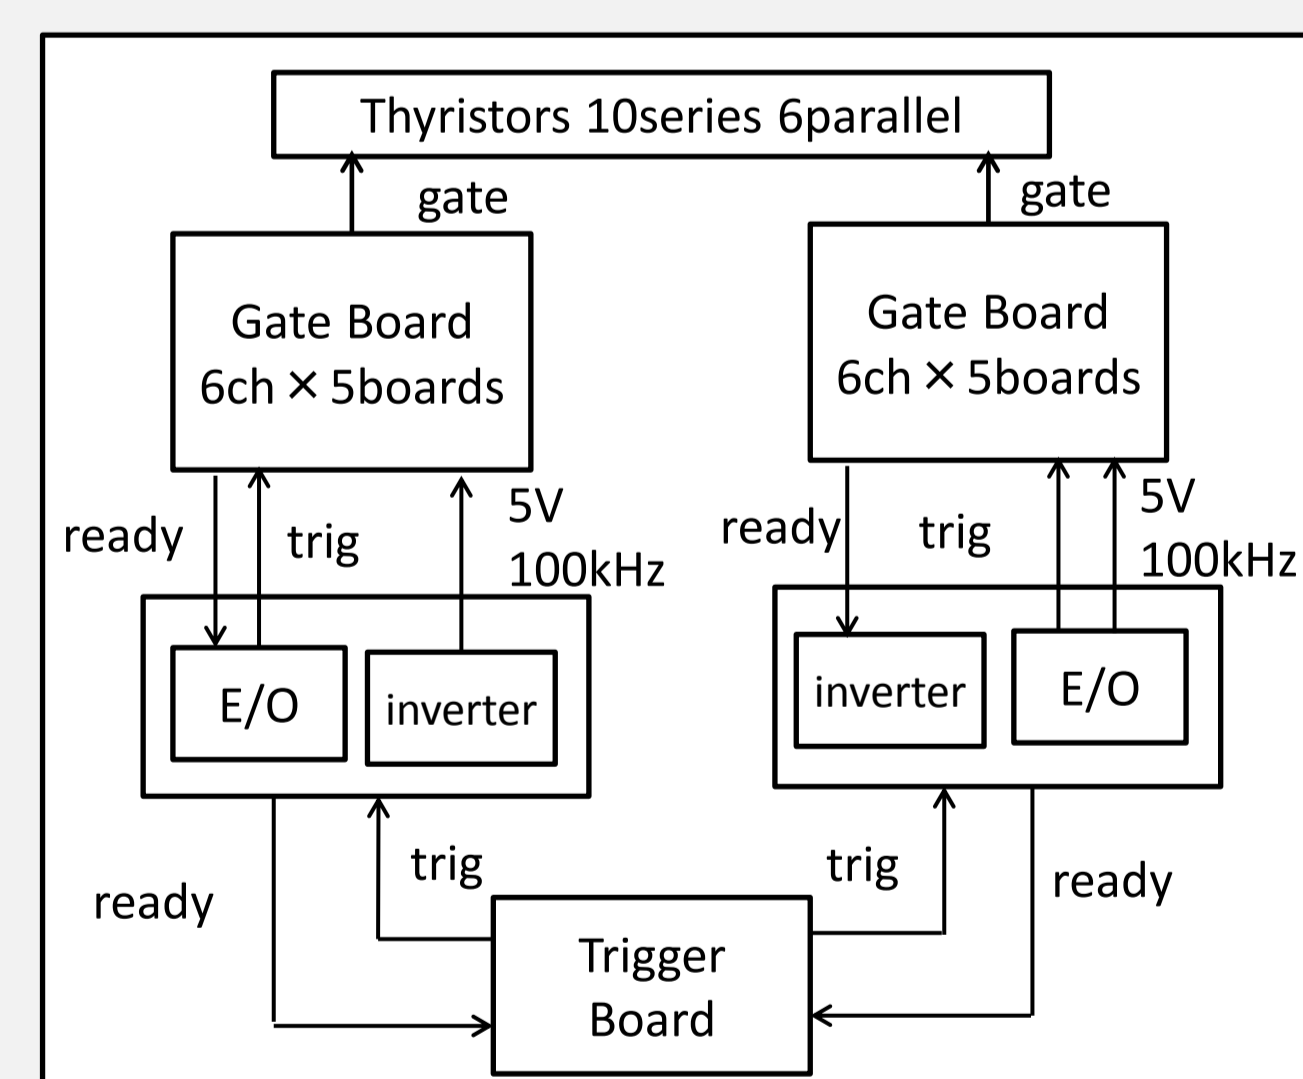 Thyristors 10series 6parallel
gate
gate
Gate Board
6ch × 5boards
Gate Board
6ch × 5boards
ready
trig
5V
100kHz
ready
trig
5V
100kHz
E/O
inverter
inverter
E/O
ready
trig
trig
ready
Trigger
Board